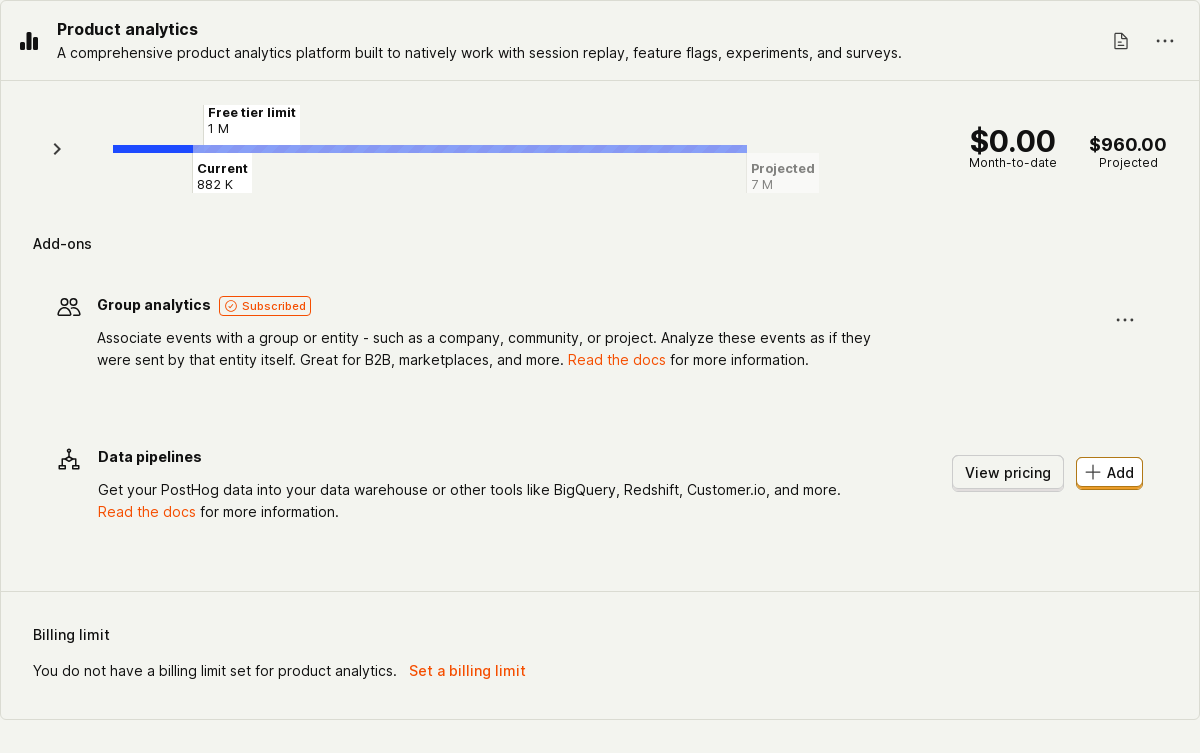 Product analytics
A comprehensive product analytics platform built to natively work with session replay, feature flags, experiments, and surveys.
Free tier limit
1 M
Current
882 K
Projected
7 M
$0.00
Month-to-date
$960.00
Projected
Add-ons
Group analytics Subscribed
Associate events with a group or entity - such as a company, community, or project. Analyze these events as if they
were sent by that entity itself. Great for B2B, marketplaces, and more. Read the docs for more information.
Data pipelines
Get your PostHog data into your data warehouse or other tools like BigQuery, Redshift, Customer.io, and more.
Read the docs for more information.
View pricing
Add
Billing limit
You do not have a billing limit set for product analytics. Set a billing limit